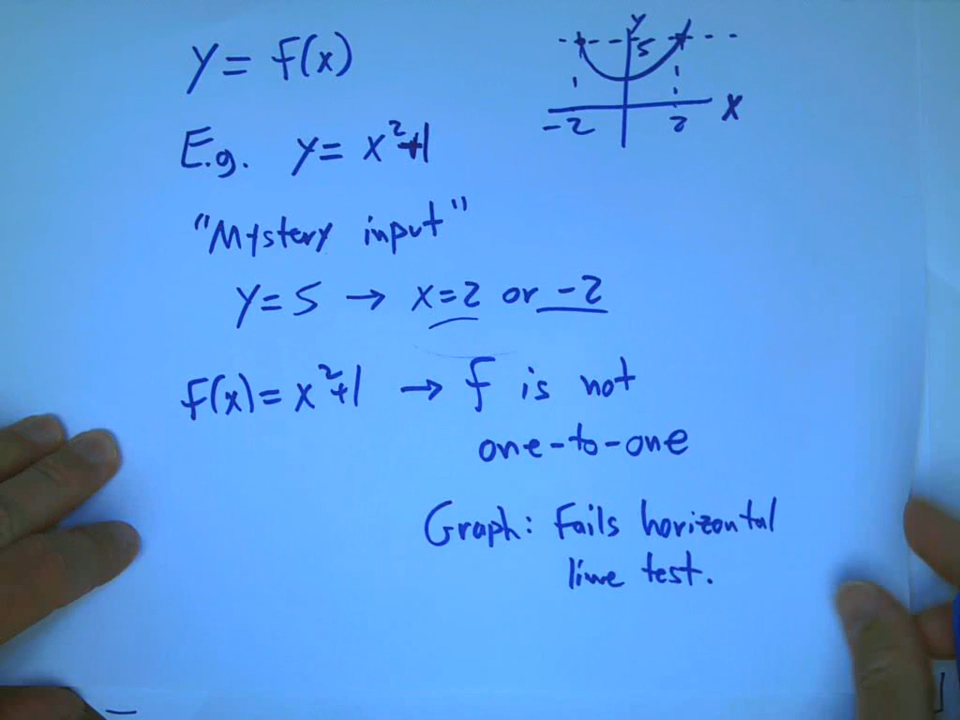 y = f(x)
y
5
-2 2 x
E.g. y = x²+1
"Mystery input"
y = 5 → x = 2 or -2
f(x) = x²+1 → f is not
one-to-one
Graph: Fails horizontal
line test.